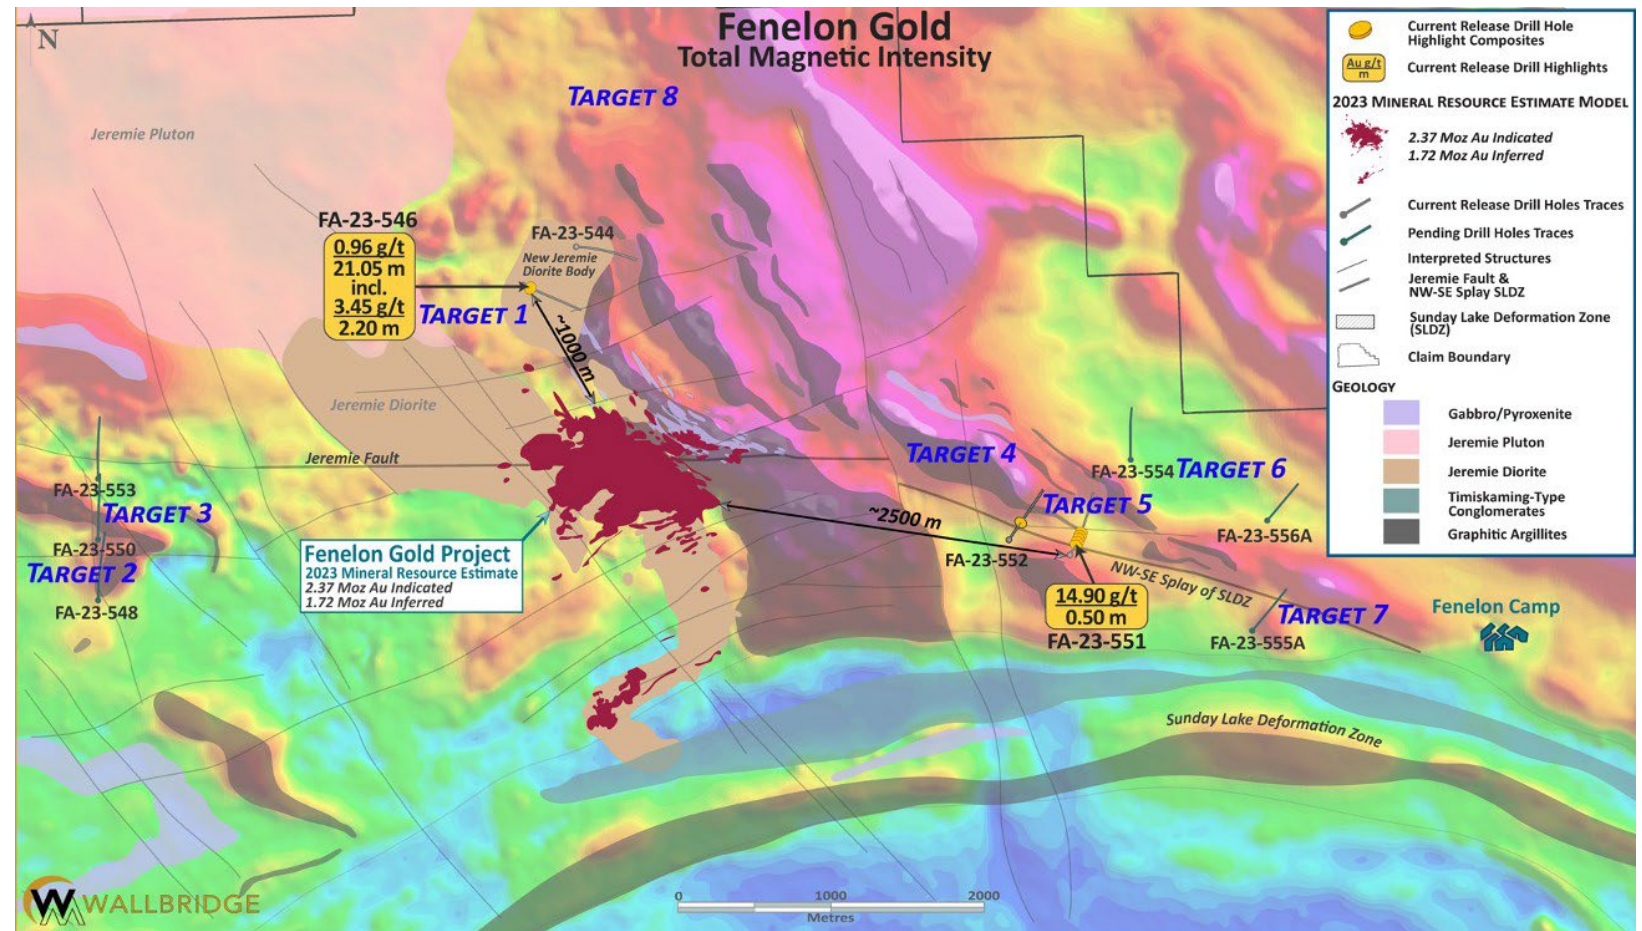 Fenelon Gold
Total Magnetic Intensity
N
TARGET 8
Jeremie Pluton
FA-23-546
0.96 g/t
21.05 m
incl.
3.45 g/t
2.20 m
FA-23-544
New Jeremie
Diorite Body
TARGET 1
~1000 m
Jeremie Diorite
Jeremie Fault
TARGET 4
FA-23-554
TARGET 6
FA-23-553
TARGET 3
TARGET 5
~2500 m
FA-23-556A
FA-23-550
FA-23-552
Fenelon Gold Project
2023 Mineral Resource Estimate
2.37 Moz Au Indicated
1.72 Moz Au Inferred
TARGET 2
NW-SE Splay of SLDZ
FA-23-548
14.90 g/t
0.50 m
FA-23-551
TARGET 7
Fenelon Camp
FA-23-555A
Sunday Lake Deformation Zone
WALLBRIDGE
0 1000 2000
Metres
Current Release Drill Hole
Highlight Composites
Au g/t
m
Current Release Drill Highlights
2023 MINERAL RESOURCE ESTIMATE MODEL
2.37 Moz Au Indicated
1.72 Moz Au Inferred
Current Release Drill Holes Traces
Pending Drill Holes Traces
Interpreted Structures
Jeremie Fault &
NW-SE Splay SLDZ
Sunday Lake Deformation Zone
(SLDZ)
Claim Boundary
GEOLOGY
Gabbro/Pyroxenite
Jeremie Pluton
Jeremie Diorite
Timiskaming-Type
Conglomerates
Graphitic Argillites